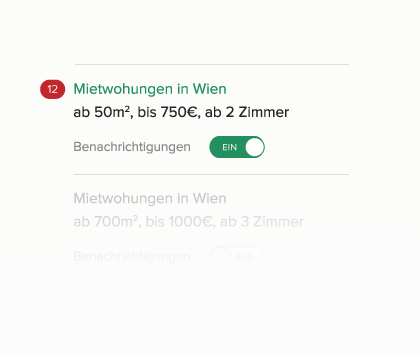 12
Mietwohungen in Wien
ab 50m², bis 750€, ab 2 Zimmer
Benachrichtigungen EIN
Mietwohungen in Wien
ab 700m², bis 1000€, ab 3 Zimmer
Benachrichtigungen